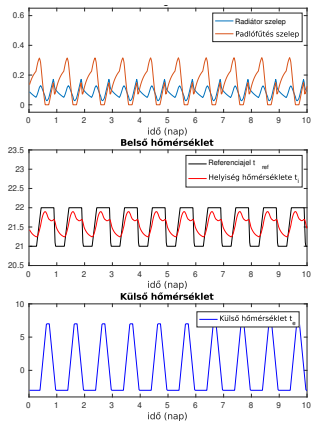 0.6
0.4
0.2
0
Radiátor szelep
Padlófűtés szelep
0 1 2 3 4 5 6 7 8 9 10
idő (nap)
Belső hőmérséklet
23.5
23
22.5
22
21.5
21
20.5
Referenciajel t ref
Helyiség hőmérséklete t i
0 1 2 3 4 5 6 7 8 9 10
idő (nap)
Külső hőmérséklet
10
5
0
Külső hőmérséklet t e
0 1 2 3 4 5 6 7 8 9 10
idő (nap)